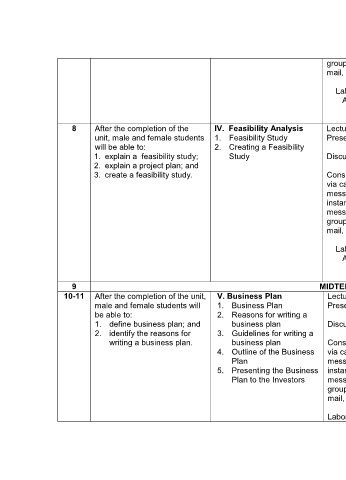 group
mail,
Lal
A
8
After the completion of the
unit, male and female students
will be able to:
1. explain a feasibility study;
2. explain a project plan; and
3. create a feasibility study.
IV. Feasibility Analysis
1. Feasibility Study
2. Creating a Feasibility
Study
Lectu
Prese
Discu
Cons
via ca
mess
instar
mess
group
mail,
Lal
A
9
MIDTE
10-11
After the completion of the unit,
male and female students will
be able to:
1. define business plan; and
2. identify the reasons for
writing a business plan.
V. Business Plan
1. Business Plan
2. Reasons for writing a
business plan
3. Guidelines for writing a
business plan
4. Outline of the Business
Plan
5. Presenting the Business
Plan to the Investors
Lectu
Prese
Discu
Cons
via ca
mess
instar
mess
group
mail,
Labor